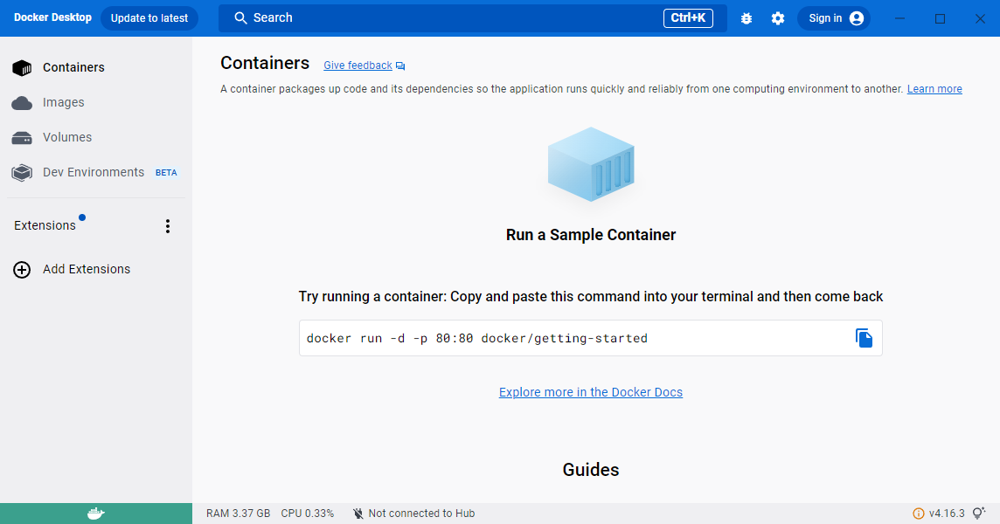 Docker Desktop Update to latest Search Ctrl+K Sign in
Containers
Images
Volumes
Dev Environments BETA
Extensions
Add Extensions
Containers Give feedback
A container packages up code and its dependencies so the application runs quickly and reliably from one computing environment to another. Learn more
Run a Sample Container
Try running a container: Copy and paste this command into your terminal and then come back
docker run -d -p 80:80 docker/getting-started
Explore more in the Docker Docs
Guides
RAM 3.37 GB CPU 0.33% Not connected to Hub v4.16.3